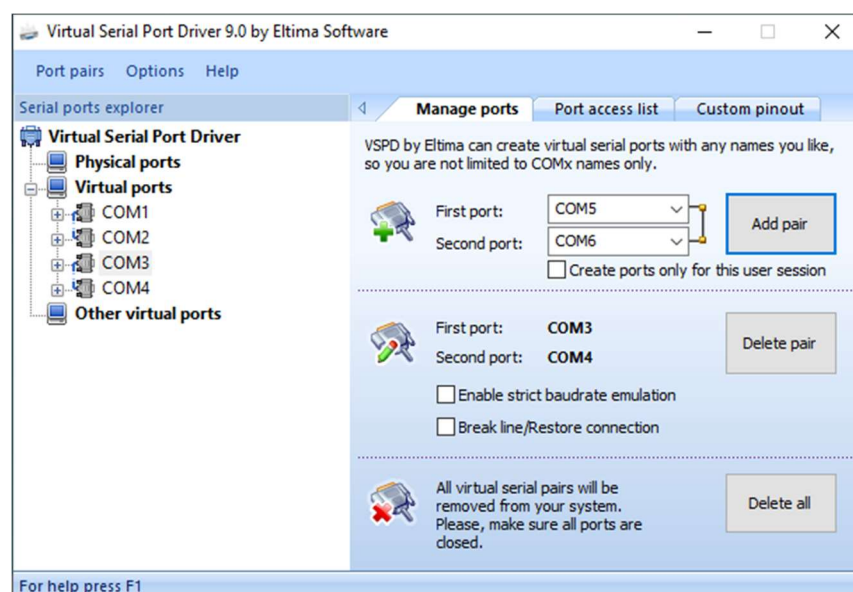 Virtual Serial Port Driver 9.0 by Eltima Software
Port pairs Options Help
Serial ports explorer
Virtual Serial Port Driver
Physical ports
Virtual ports
COM1
COM2
COM3
COM4
Other virtual ports
Manage ports Port access list Custom pinout
VSPD by Eltima can create virtual serial ports with any names you like,
so you are not limited to COMx names only.
First port: COM5
Second port: COM6
Add pair
Create ports only for this user session
First port: COM3
Second port: COM4
Delete pair
Enable strict baudrate emulation
Break line/Restore connection
All virtual serial pairs will be
removed from your system.
Please, make sure all ports are
closed.
Delete all
For help press F1